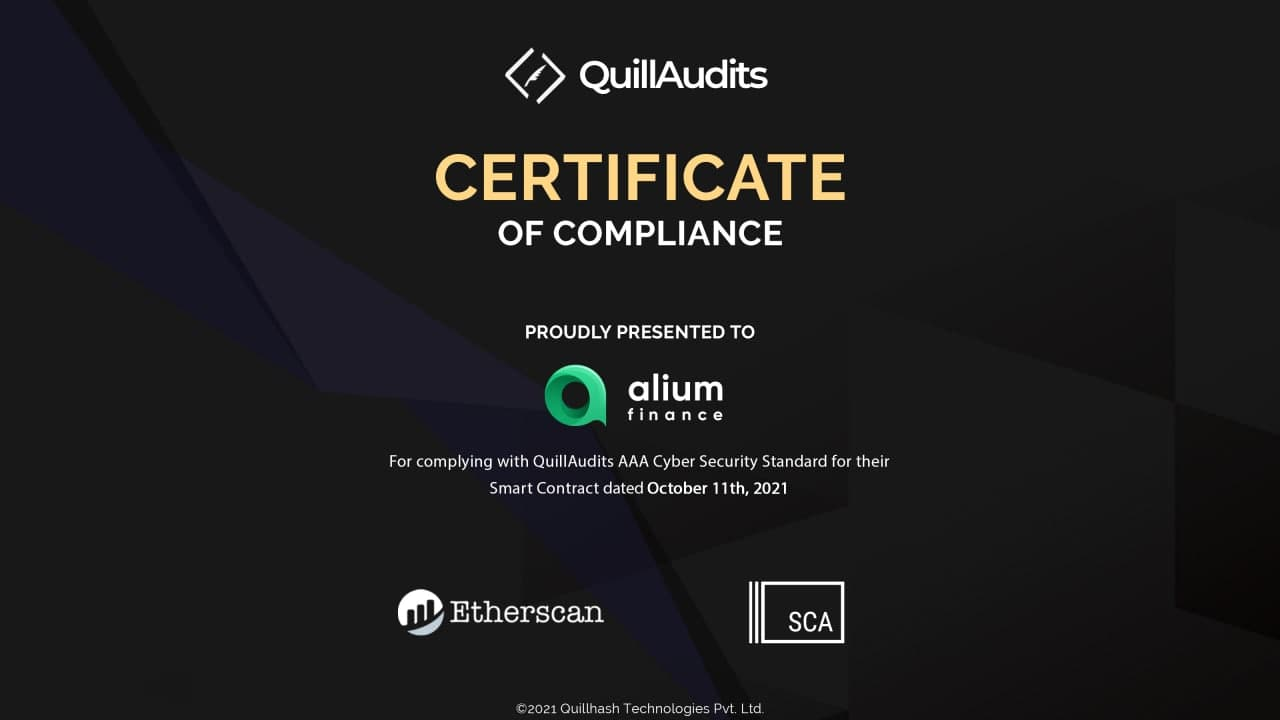 QuillAudits
CERTIFICATE
OF COMPLIANCE
PROUDLY PRESENTED TO
alium
finance
For complying with QuillAudits AAA Cyber Security Standard for their
Smart Contract dated October 11th, 2021
Etherscan
SCA
©2021 Quillhash Technologies Pvt. Ltd.